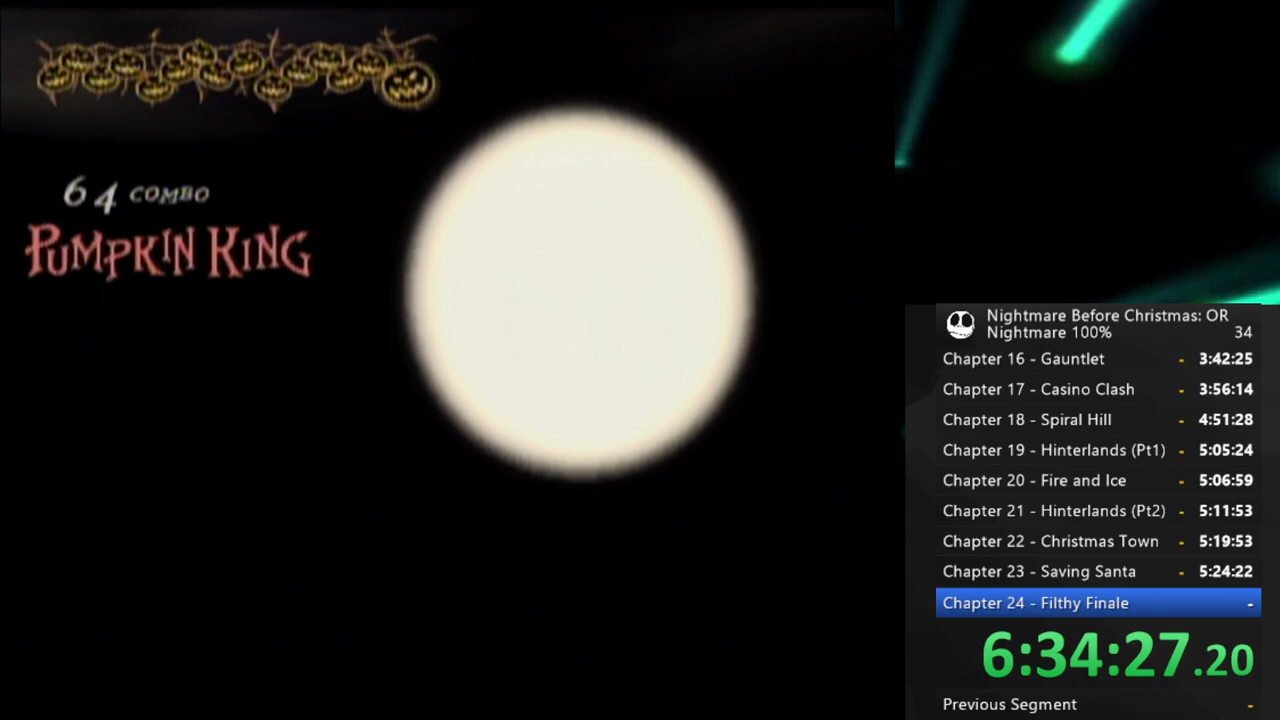 64 COMBO
PUMPKIN KING
Nightmare Before Christmas: OR
Nightmare 100% 34
Chapter 16 - Gauntlet - 3:42:25
Chapter 17 - Casino Clash - 3:56:14
Chapter 18 - Spiral Hill - 4:51:28
Chapter 19 - Hinterlands (Pt1) - 5:05:24
Chapter 20 - Fire and Ice - 5:06:59
Chapter 21 - Hinterlands (Pt2) - 5:11:53
Chapter 22 - Christmas Town - 5:19:53
Chapter 23 - Saving Santa - 5:24:22
Chapter 24 - Filthy Finale -
6:34:27.20
Previous Segment -